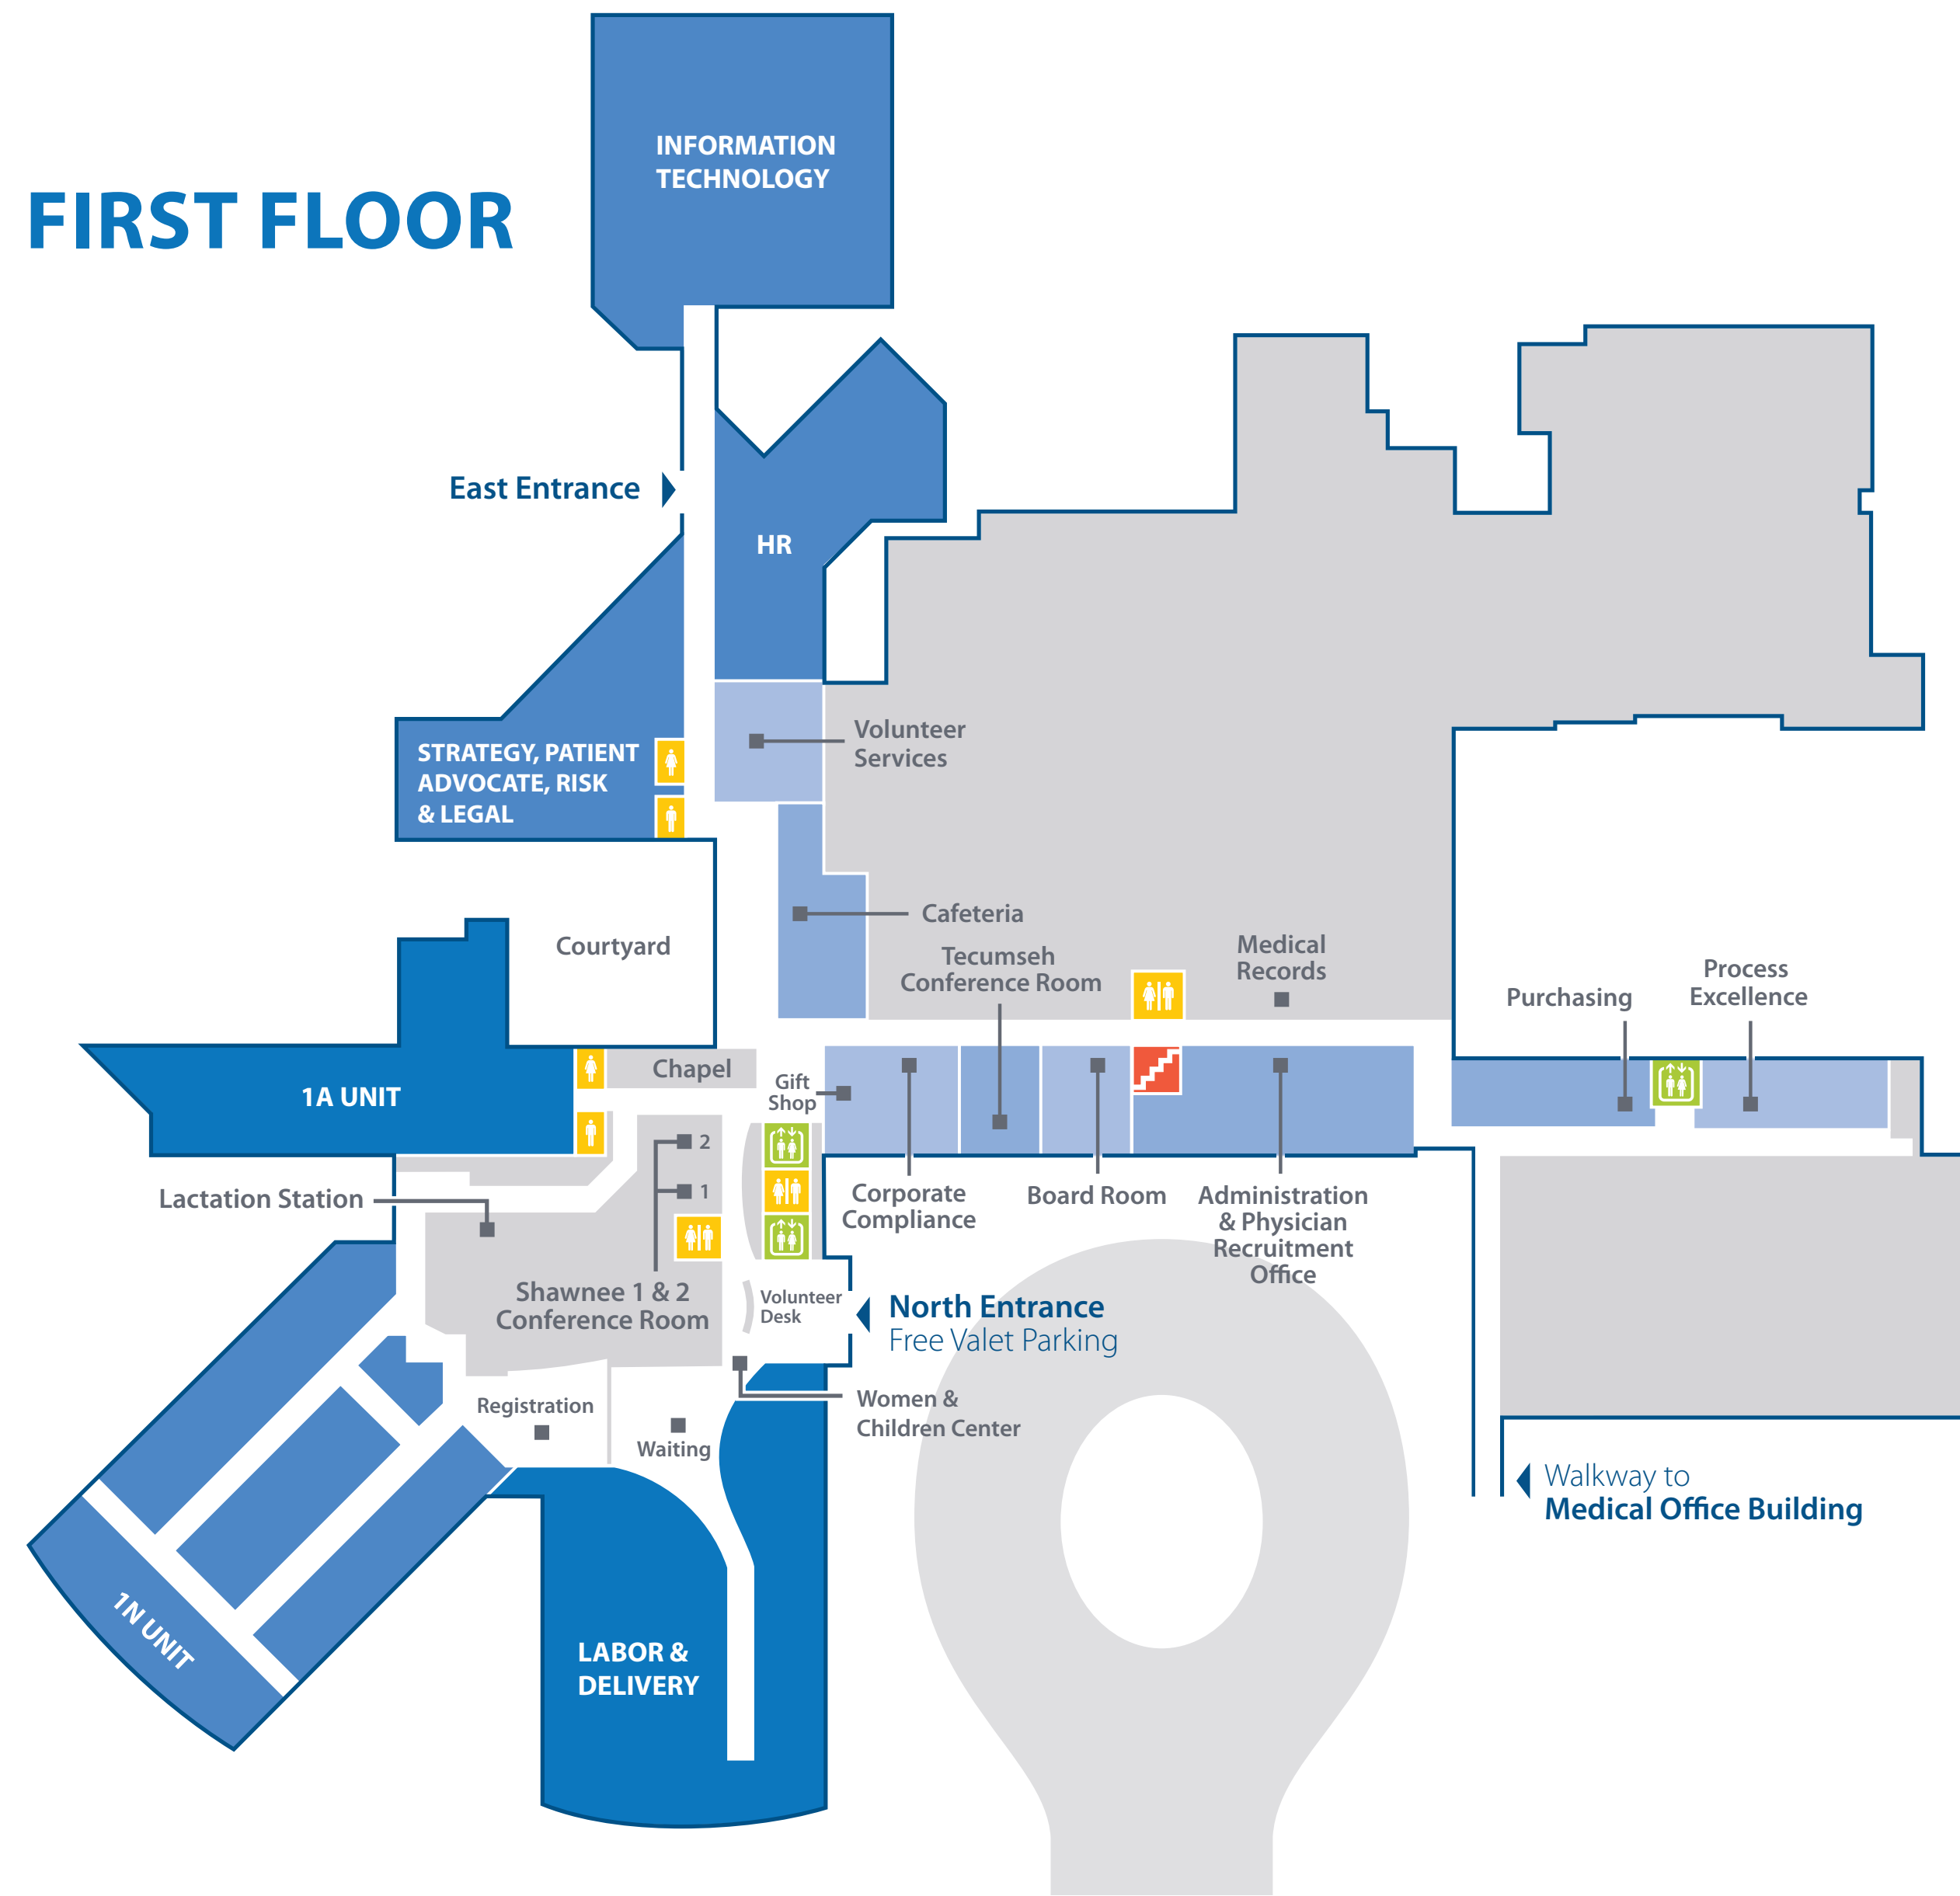 INFORMATION
TECHNOLOGY
FIRST FLOOR
East Entrance
HR
Volunteer
Services
STRATEGY, PATIENT
ADVOCATE, RISK
& LEGAL
Cafeteria
Courtyard
Tecumseh
Conference Room
Medical
Records
Purchasing
Process
Excellence
1A UNIT
Chapel
Gift
Shop
2
1
Lactation Station
Corporate
Compliance
Board Room
Administration
& Physician
Recruitment
Office
Shawnee 1 & 2
Conference Room
Volunteer
Desk
North Entrance
Free Valet Parking
Registration
Waiting
Women &
Children Center
Walkway to
Medical Office Building
1N UNIT
LABOR &
DELIVERY